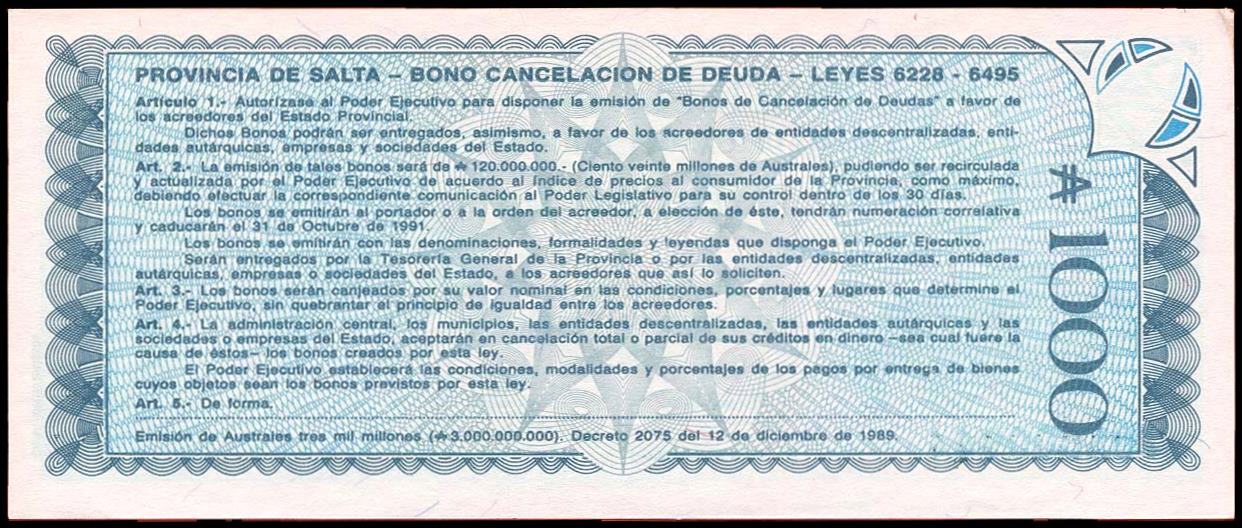 PROVINCIA DE SALTA – BONO CANCELACION DE DEUDA – LEYES 6228 - 6495
Artículo 1.- Autorízase al Poder Ejecutivo para disponer la emisión de "Bonos de Cancelación de Deudas" a favor de
los acreedores del Estado Provincial.
Dichos Bonos podrán ser entregados, asimismo, a favor de los acreedores de entidades descentralizadas, enti-
dades autárquicas, empresas y sociedades del Estado.
Art. 2.- La emisión de tales bonos será de ₳ 120.000.000.- (Ciento veinte millones de Australes), pudiendo ser recirculada
y actualizada por el Poder Ejecutivo de acuerdo al índice de precios al consumidor de la Provincia, como máximo,
debiendo efectuar la correspondiente comunicación al Poder Legislativo para su control dentro de los 30 días.
Los bonos se emitirán al portador o a la orden del acreedor, a elección de éste, tendrán numeración correlativa
y caducarán el 31 de Octubre de 1991.
Los bonos se emitirán con las denominaciones, formalidades y leyendas que disponga el Poder Ejecutivo.
Serán entregados por la Tesorería General de la Provincia o por las entidades descentralizadas, entidades
autárquicas, empresas o sociedades del Estado, a los acreedores que así lo soliciten.
Art. 3.- Los bonos serán canjeados por su valor nominal en las condiciones, porcentajes y lugares que determine el
Poder Ejecutivo, sin quebrantar el principio de igualdad entre los acreedores.
Art. 4.- La administración central, los municipios, las entidades descentralizadas, las entidades autárquicas y las
sociedades o empresas del Estado, aceptarán en cancelación total o parcial de sus créditos en dinero –sea cual fuere la
causa de éstos– los bonos creados por esta ley.
El Poder Ejecutivo establecerá las condiciones, modalidades y porcentajes de los pagos por entrega de bienes
cuyos objetos sean los bonos previstos por esta ley.
Art. 5.- De forma.
Emisión de Australes tres mil millones (₳ 3.000.000.000). Decreto 2075 del 12 de diciembre de 1989.
₳ 1000